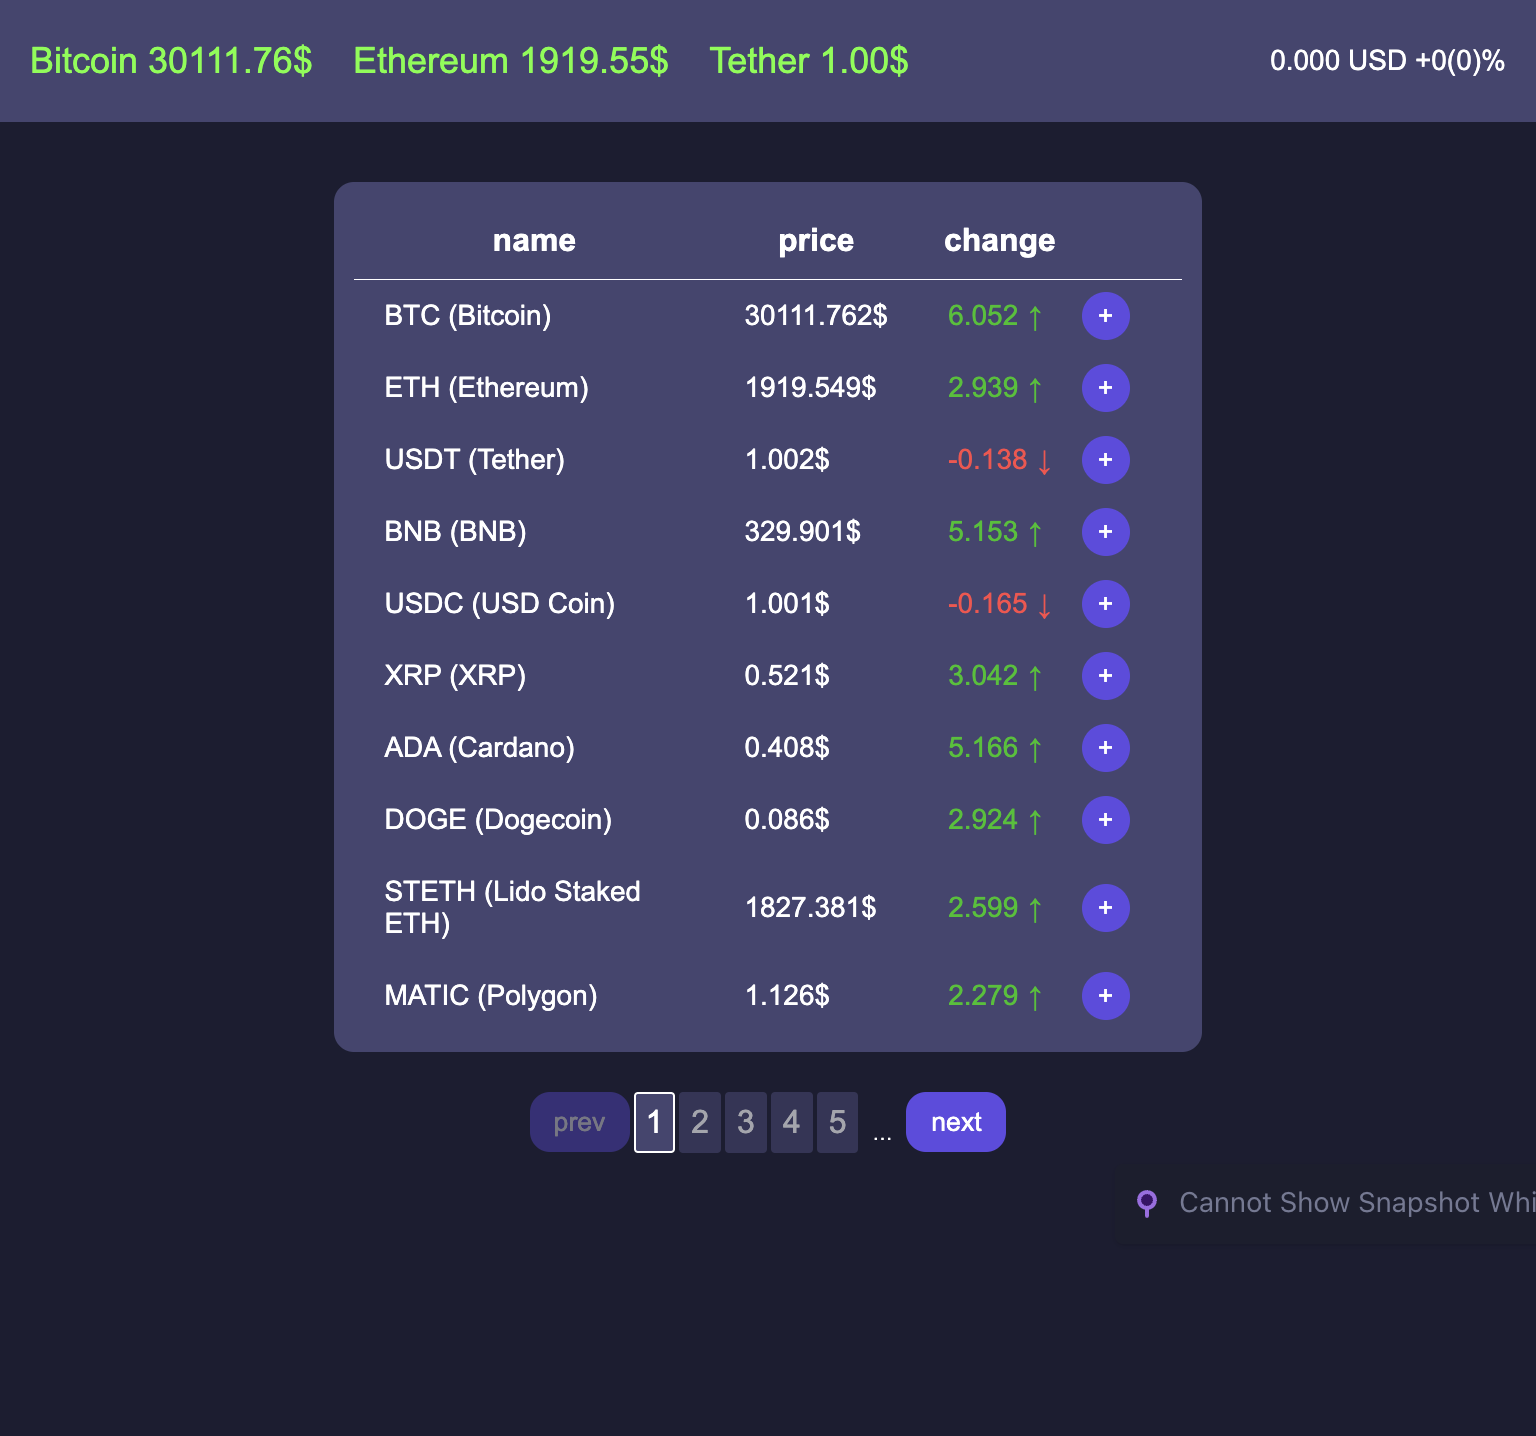 Bitcoin 30111.76$ Ethereum 1919.55$ Tether 1.00$ 0.000 USD +0(0)%
name price change
BTC (Bitcoin) 30111.762$ 6.052 ↑ +
ETH (Ethereum) 1919.549$ 2.939 ↑ +
USDT (Tether) 1.002$ -0.138 ↓ +
BNB (BNB) 329.901$ 5.153 ↑ +
USDC (USD Coin) 1.001$ -0.165 ↓ +
XRP (XRP) 0.521$ 3.042 ↑ +
ADA (Cardano) 0.408$ 5.166 ↑ +
DOGE (Dogecoin) 0.086$ 2.924 ↑ +
STETH (Lido Staked
ETH) 1827.381$ 2.599 ↑ +
MATIC (Polygon) 1.126$ 2.279 ↑ +
prev 1 2 3 4 5 ... next
Cannot Show Snapshot Whi